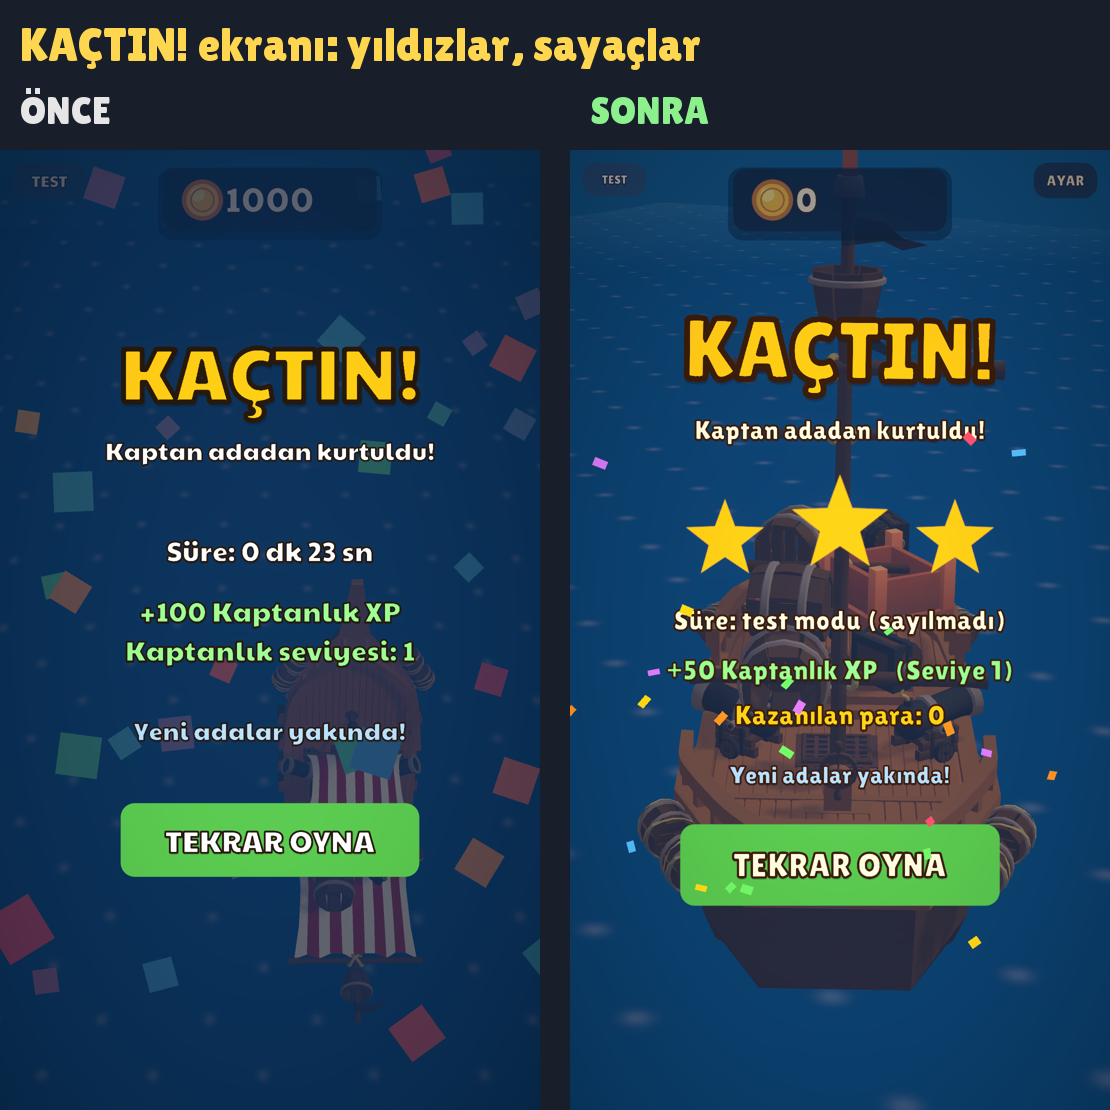 KAÇTIN! ekranı: yıldızlar, sayaçlar
ÖNCE
TEST
1000
KAÇTIN!
Kaptan adadan kurtuldu!
Süre: 0 dk 23 sn
+100 Kaptanlık XP
Kaptanlık seviyesi: 1
Yeni adalar yakında!
TEKRAR OYNA
SONRA
TEST
0
AYAR
KAÇTIN!
Kaptan adadan kurtuldu!
Süre: test modu (sayılmadı)
+50 Kaptanlık XP (Seviye 1)
Kazanılan para: 0
Yeni adalar yakında!
TEKRAR OYNA